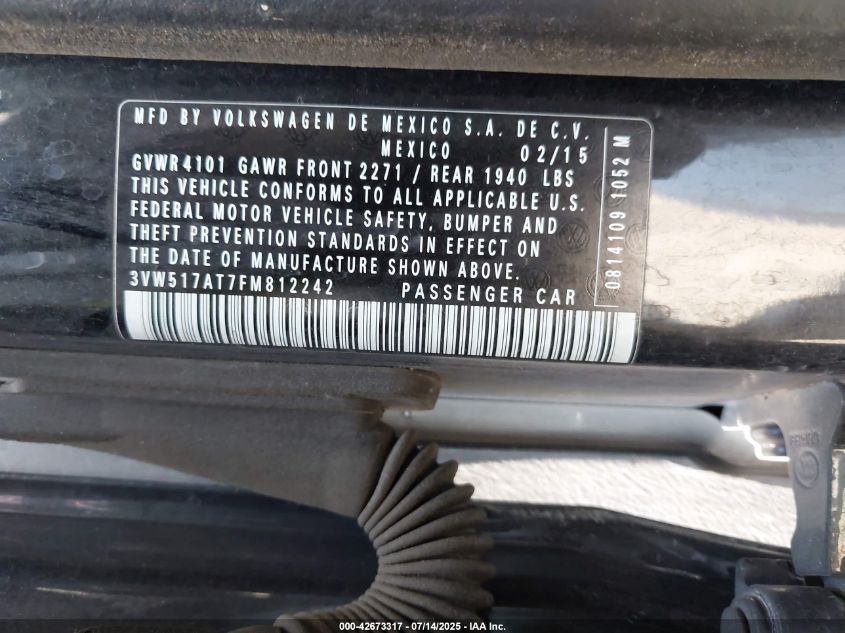 MFD BY VOLKSWAGEN DE MEXICO S.A. DE C.V.
MEXICO 02/15
GVWR 4101 GAWR FRONT 2271 / REAR 1940 LBS
THIS VEHICLE CONFORMS TO ALL APPLICABLE U.S.
FEDERAL MOTOR VEHICLE SAFETY, BUMPER AND
THEFT PREVENTION STANDARDS IN EFFECT ON
THE DATE OF MANUFACTURE SHOWN ABOVE.
3VW517AT7FM812242 PASSENGER CAR
0814109 1052 M
000-42673317 - 07/14/2025 - IAA Inc.